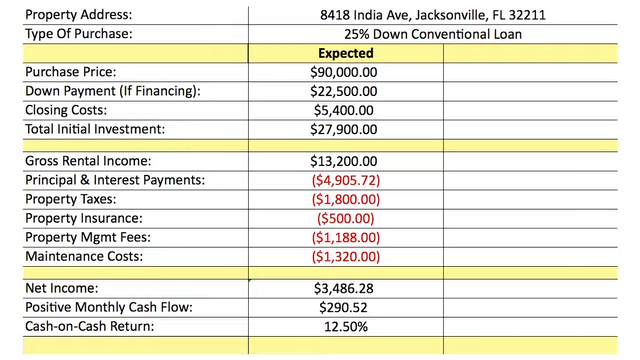 Property Address: 8418 India Ave, Jacksonville, FL 32211
Type Of Purchase: 25% Down Conventional Loan
Expected
Purchase Price: $90,000.00
Down Payment (If Financing): $22,500.00
Closing Costs: $5,400.00
Total Initial Investment: $27,900.00
Gross Rental Income: $13,200.00
Principal & Interest Payments: ($4,905.72)
Property Taxes: ($1,800.00)
Property Insurance: ($500.00)
Property Mgmt Fees: ($1,188.00)
Maintenance Costs: ($1,320.00)
Net Income: $3,486.28
Positive Monthly Cash Flow: $290.52
Cash-on-Cash Return: 12.50%